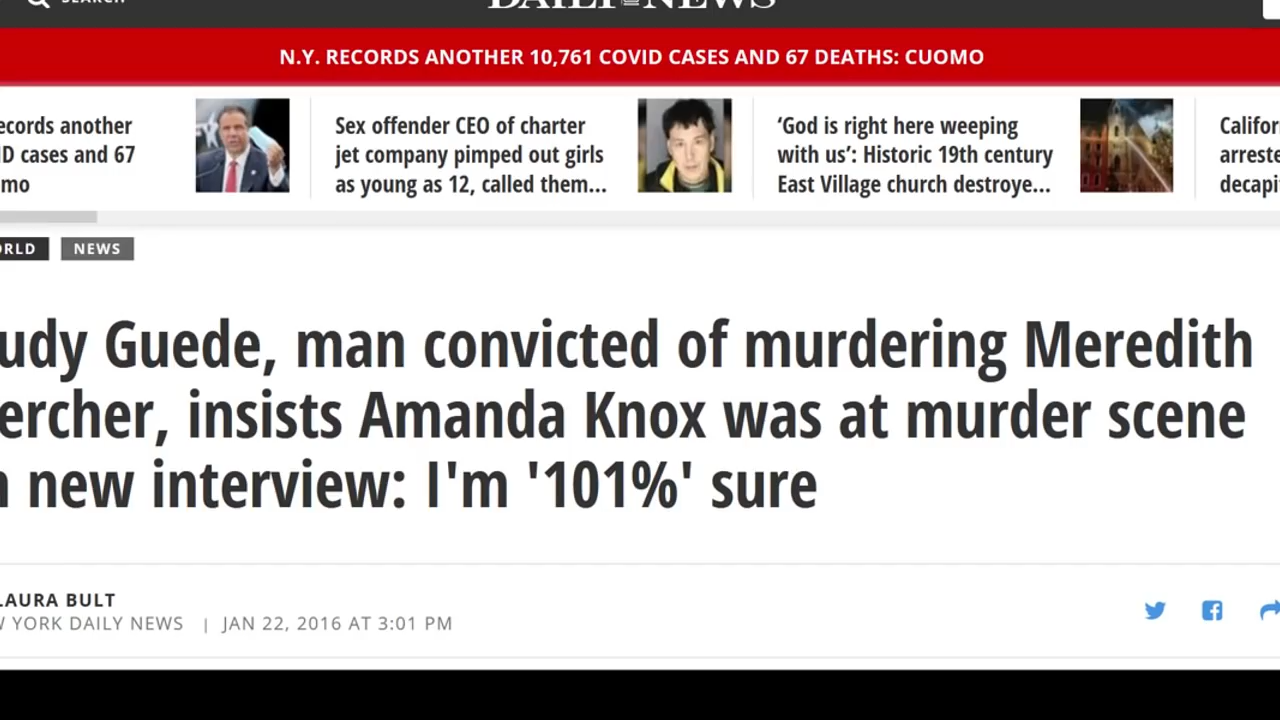 SEARCH
DAILY NEWS
N.Y. RECORDS ANOTHER 10,761 COVID CASES AND 67 DEATHS: CUOMO
ecords another
ID cases and 67
mo
Sex offender CEO of charter
jet company pimped out girls
as young as 12, called them...
‘God is right here weeping
with us’: Historic 19th century
East Village church destroye...
Califor
arreste
decapi
ORLD
NEWS
udy Guede, man convicted of murdering Meredith
ercher, insists Amanda Knox was at murder scene
n new interview: I'm '101%' sure
LAURA BULT
W YORK DAILY NEWS | JAN 22, 2016 AT 3:01 PM